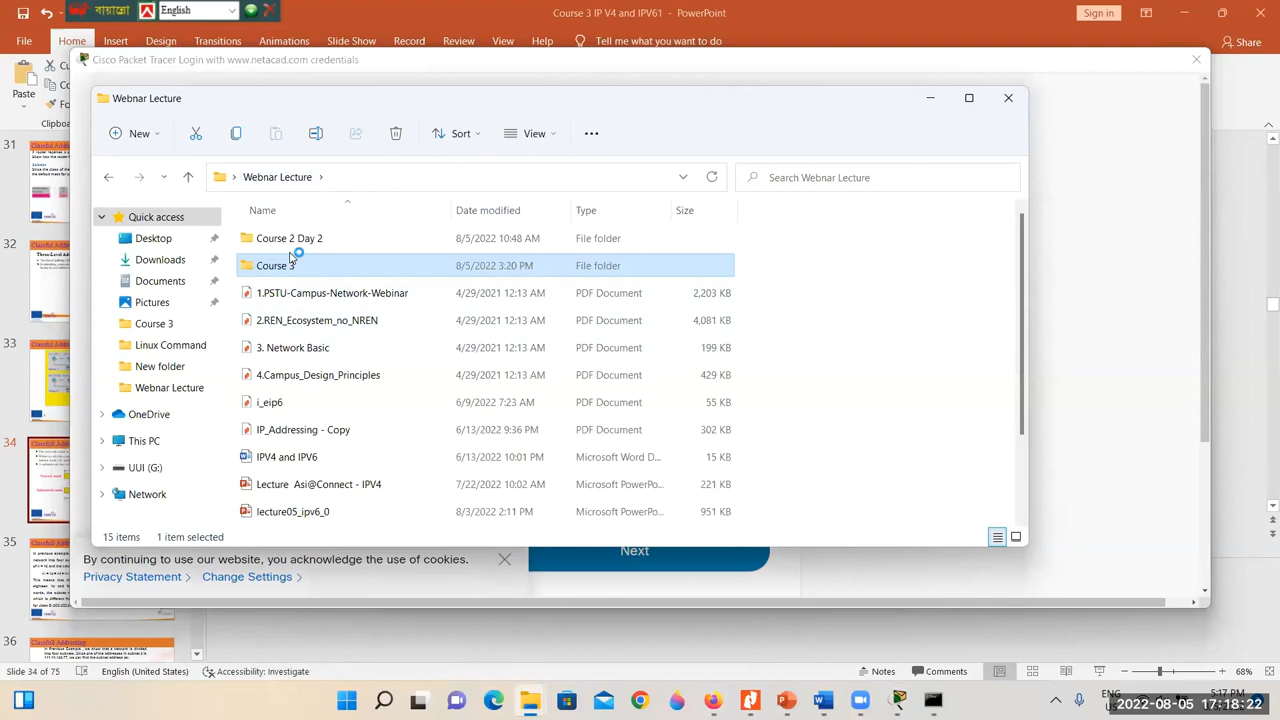 বায়ান্নো
English
Course 3 IP V4 and IPV61 - PowerPoint
Sign in
File
Home
Insert
Design
Transitions
Animations
Slide Show
Record
Review
View
Help
Tell me what you want to do
Share
Cisco Packet Tracer Login with www.netacad.com credentials
Paste
Clipboa
Webnar Lecture
New
Sort
View
Webnar Lecture
Search Webnar Lecture
Name
Date modified
Type
Size
Quick access
Desktop
Downloads
Documents
Pictures
Course 3
Linux Command
New folder
Webnar Lecture
OneDrive
This PC
UUI (G:)
Network
Course 2 Day 2
8/5/2022 10:48 AM
File folder
Course 3
8/5/2022 3:20 PM
File folder
1.PSTU-Campus-Network-Webinar
4/29/2021 12:13 AM
PDF Document
2,203 KB
2.REN_Ecosystem_no_NREN
4/29/2021 12:13 AM
PDF Document
4,081 KB
3. Network Basic
4/29/2021 12:13 AM
PDF Document
199 KB
4.Campus_Design_Principles
4/29/2021 12:13 AM
PDF Document
429 KB
i_eip6
6/9/2022 7:23 AM
PDF Document
55 KB
IP_Addressing - Copy
6/13/2022 9:36 PM
PDF Document
302 KB
IPV4 and IPV6
6/13/2022 10:01 PM
Microsoft Word D...
15 KB
Lecture Asi@Connect - IPV4
7/22/2022 10:02 AM
Microsoft PowerPo...
221 KB
lecture05_ipv6_0
8/3/2022 2:11 PM
Microsoft PowerPo...
951 KB
15 items
1 item selected
By continuing to use our website, you acknowledge the use of cookies.
Privacy Statement
Change Settings
Next
31
32
33
34
35
36
Classful Addressing
Slide 34 of 75
English (United States)
Accessibility: Investigate
Notes
Comments
68%
ENG
5:17 PM
2022-08-05 17:18:22